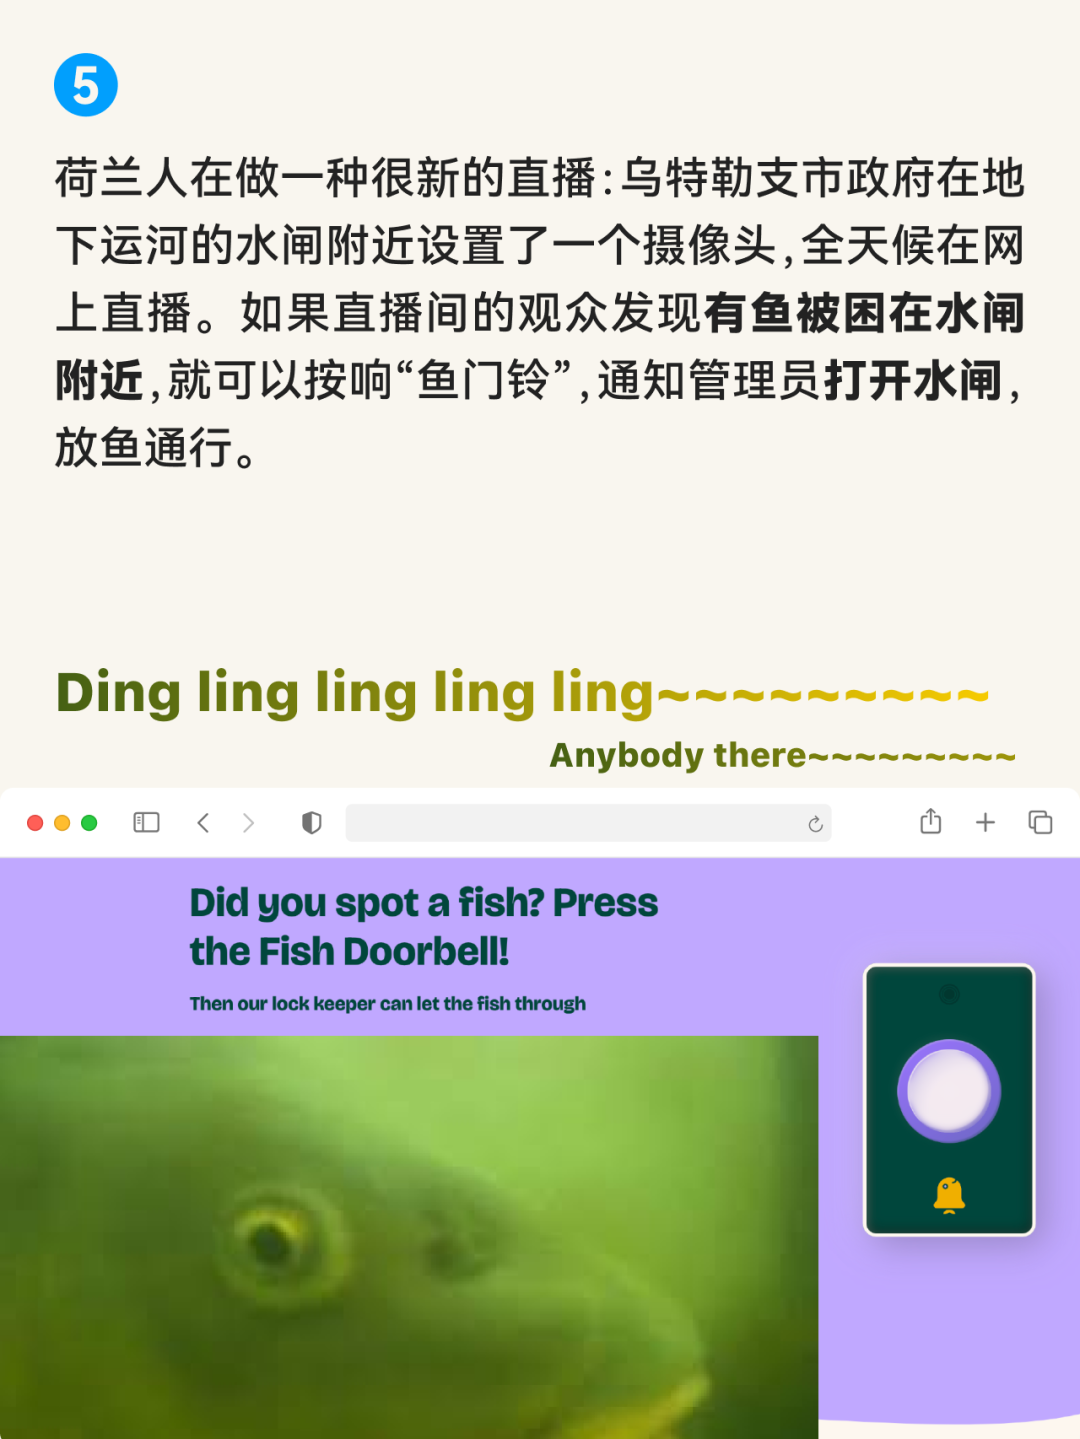 5
荷兰人在做一种很新的直播:乌特勒支市政府在地
下运河的水闸附近设置了一个摄像头,全天候在网
上直播。如果直播间的观众发现有鱼被困在水闸
附近,就可以按响“鱼门铃”,通知管理员打开水闸,
放鱼通行。
Ding ling ling ling ling~~~~~~~~~
Anybody there~~~~~~~~~
Did you spot a fish? Press
the Fish Doorbell!
Then our lock keeper can let the fish through